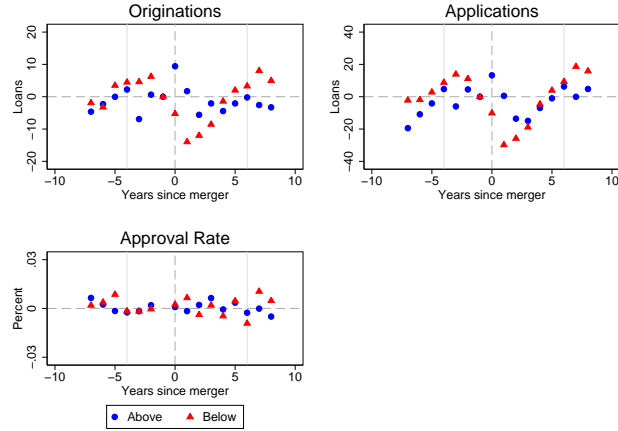 Originations
Applications
20
10
0
−10
−20
Loans
−10
−5
0
5
10
Years since merger
40
20
0
−20
−40
Loans
−10
−5
0
5
10
Years since merger
Approval Rate
.03
0
−.03
Percent
−10
−5
0
5
10
Years since merger
Above
Below